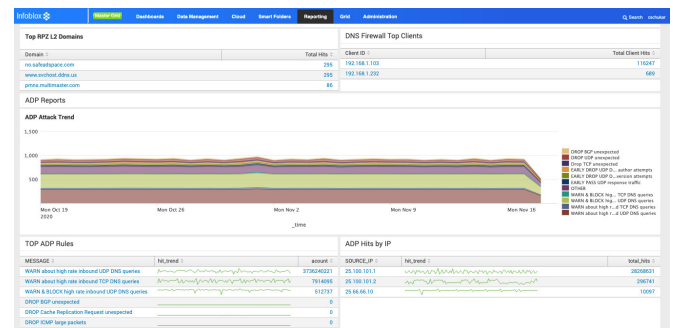 Infoblox
Master Grid
Dashboards
Data Management
Cloud
Smart Folders
Reporting
Grid
Administration
Search
Top RPZ L2 Domains
Domain
Total Hits
no.safeadspace.com
295
www.svchost.ddns.us
295
pmns.multimaster.com
86
DNS Firewall Top Clients
Client ID
Total Client Hits
192.168.1.103
116247
192.168.1.232
689
ADP Reports
ADP Attack Trend
1,500
1,000
500
Mon Oct 19
2020
Mon Oct 26
Mon Nov 2
Mon Nov 9
Mon Nov 16
_time
DROP BGP unexpected
DROP UDP unexpected
Drop TCP unexpected
EARLY DROP UDP D... author attempts
EARLY DROP UDP D...version attempts
EARLY PASS UDP response traffic
OTHER
WARN & BLOCK hig... TCP DNS queries
WARN & BLOCK hig... UDP DNS queries
WARN about high r...d TCP DNS queries
WARN about high r...d UDP DNS queries
TOP ADP Rules
MESSAGE
hit_trend
acount
WARN about high rate inbound UDP DNS queries
3736240221
WARN about high rate inbound TCP DNS queries
7914095
WARN & BLOCK high rate inbound UDP DNS queries
512737
DROP BGP unexpected
0
DROP Cache Replication Request unexpected
0
DROP ICMP large packets
0
ADP Hits by IP
SOURCE_IP
hit_trend
total_hits
25.100.101.1
28268631
25.100.101.2
295741
25.66.66.10
10097